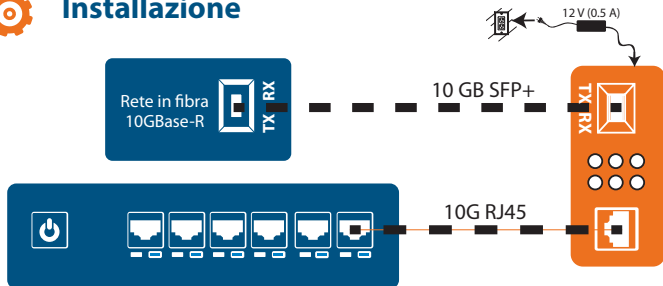 Installazione
12 V (0.5 A)
Rete in fibra
10GBase-R
TX RX
10 GB SFP+
TX RX
10G RJ45